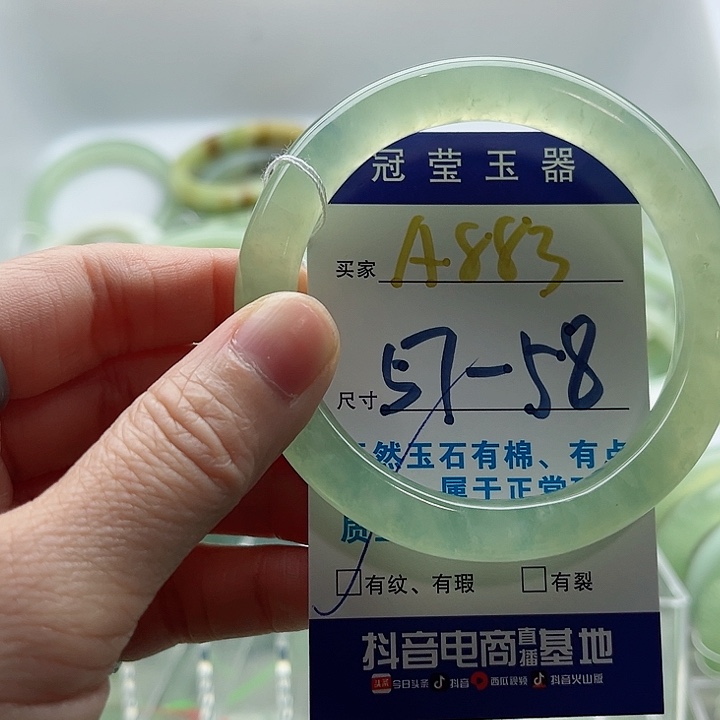 冠莹玉器
买家 A883
尺寸 57-58
然玉石有棉、有点
属于正常
质
□有纹、有瑕 □有裂
抖音电商直播基地
头条 今日头条 抖音 西瓜视频 抖音火山版